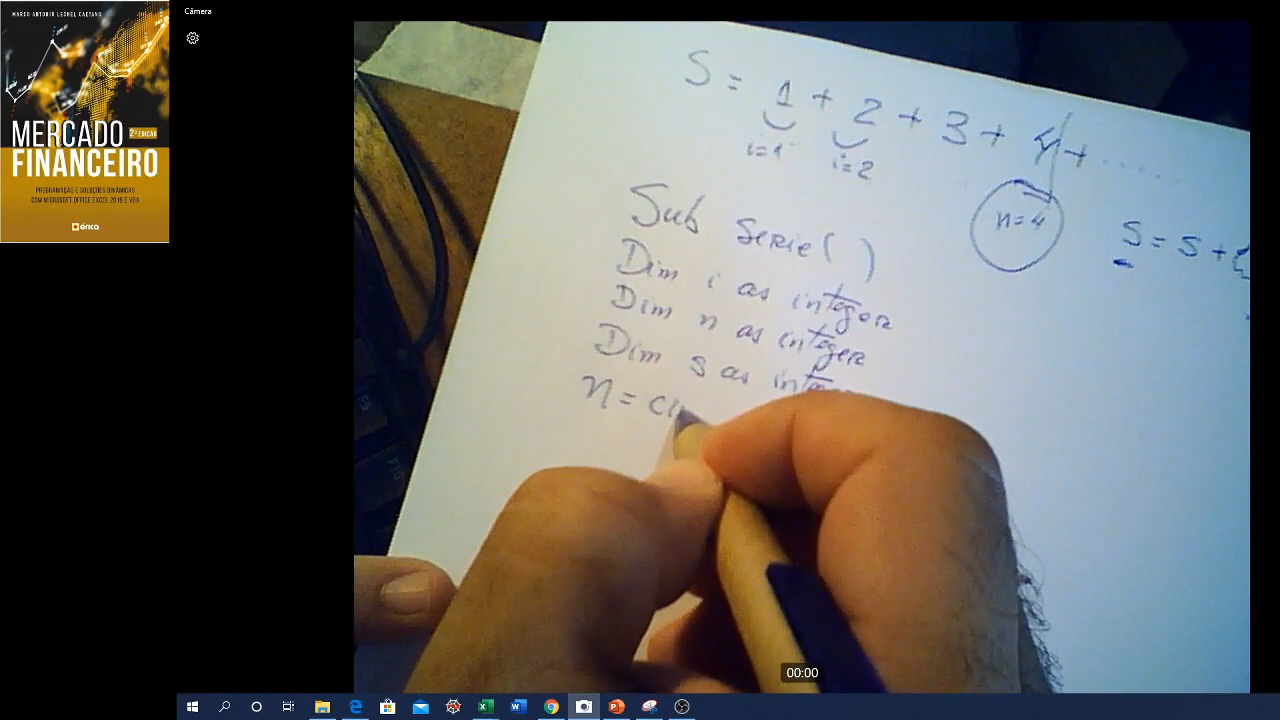 MARCO ANTONIO LEONEL CAETANO
MERCADO 2ª EDIÇÃO
FINANCEIRO
PROGRAMAÇÃO E SOLUÇÕES DINÂMICAS
COM MICROSOFT OFFICE EXCEL 2016 E VBA
érica
Câmera
S = 1 + 2 + 3 + 4 + ......
i=1 i=2
n=4
S = S +
Sub Serie( )
Dim i as integer
Dim n as integer
Dim S as
n =
00:00